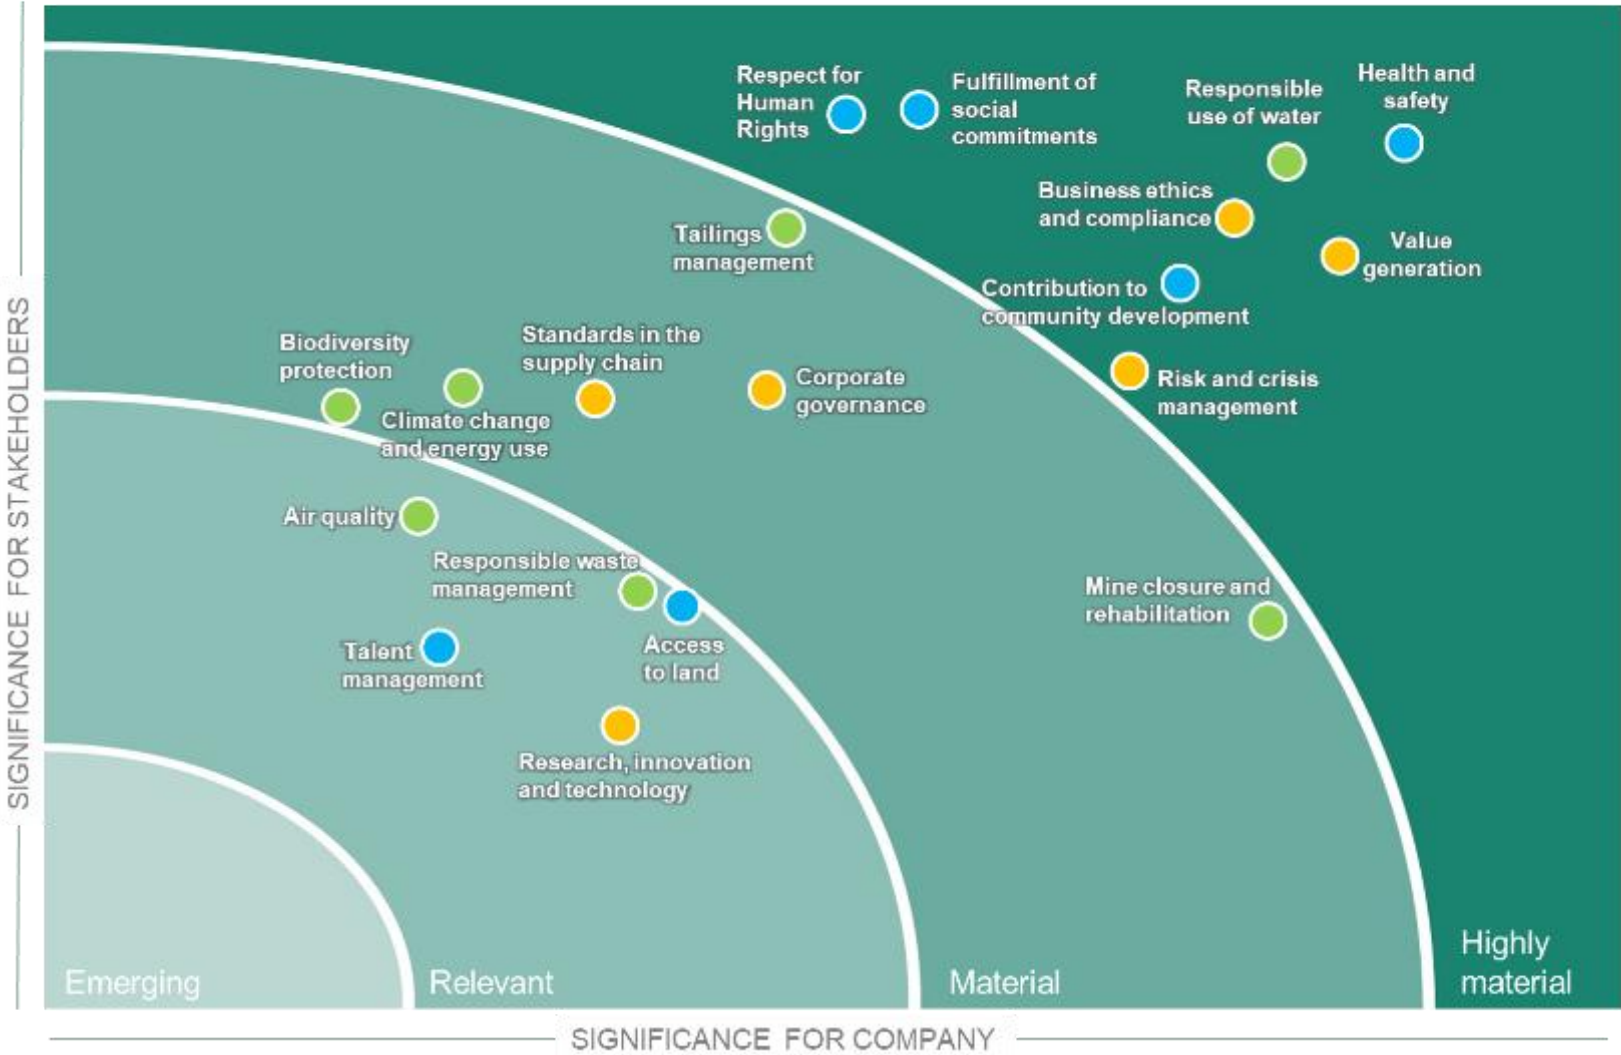 SIGNIFICANCE FOR STAKEHOLDERS
Respect for
Human
Rights
Fulfillment of
social
commitments
Responsible
use of water
Health and
safety
Business ethics
and compliance
Value
generation
Tailings
management
Contribution to
community development
Biodiversity
protection
Standards in the
supply chain
Climate change
and energy use
Corporate
governance
Risk and crisis
management
Air quality
Responsible waste
management
Access
to land
Mine closure and
rehabilitation
Talent
management
Research, innovation
and technology
Emerging
Relevant
Material
Highly
material
SIGNIFICANCE FOR COMPANY